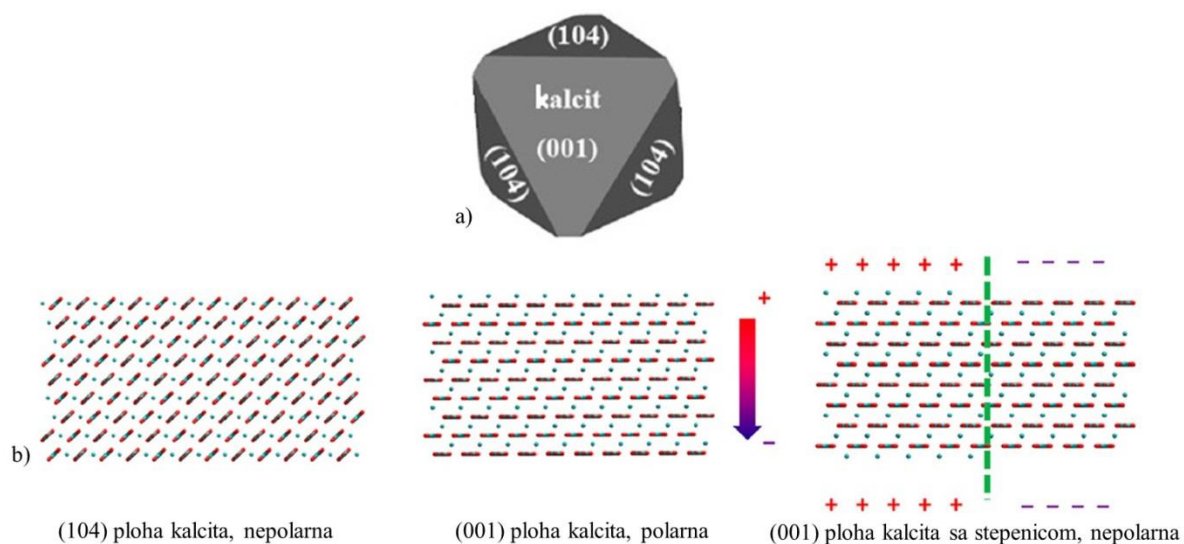 (104)
kalcit
(001)
(104)
(104)
a)
+ + + + +
- - - -
+
-
b)
+ + + + +
- - - -
(104) ploha kalcita, nepolarna
(001) ploha kalcita, polarna
(001) ploha kalcita sa stepenicom, nepolarna